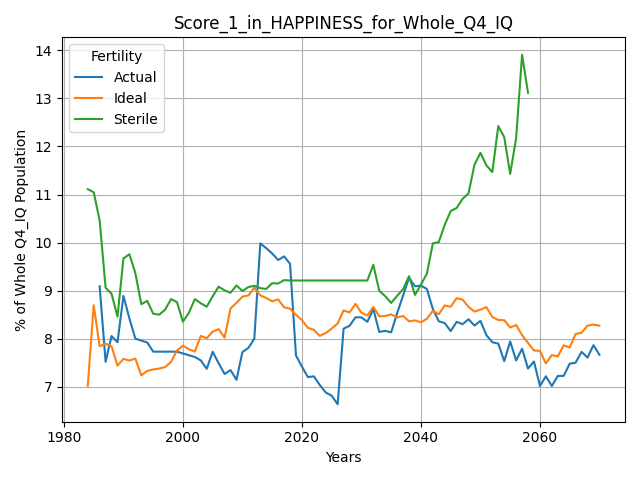 Score_1_in_HAPPINESS_for_Whole_Q4_IQ
% of Whole Q4_IQ Population
14
13
12
11
10
9
8
7
Fertility
Actual
Ideal
Sterile
1980
2000
2020
2040
2060
Years